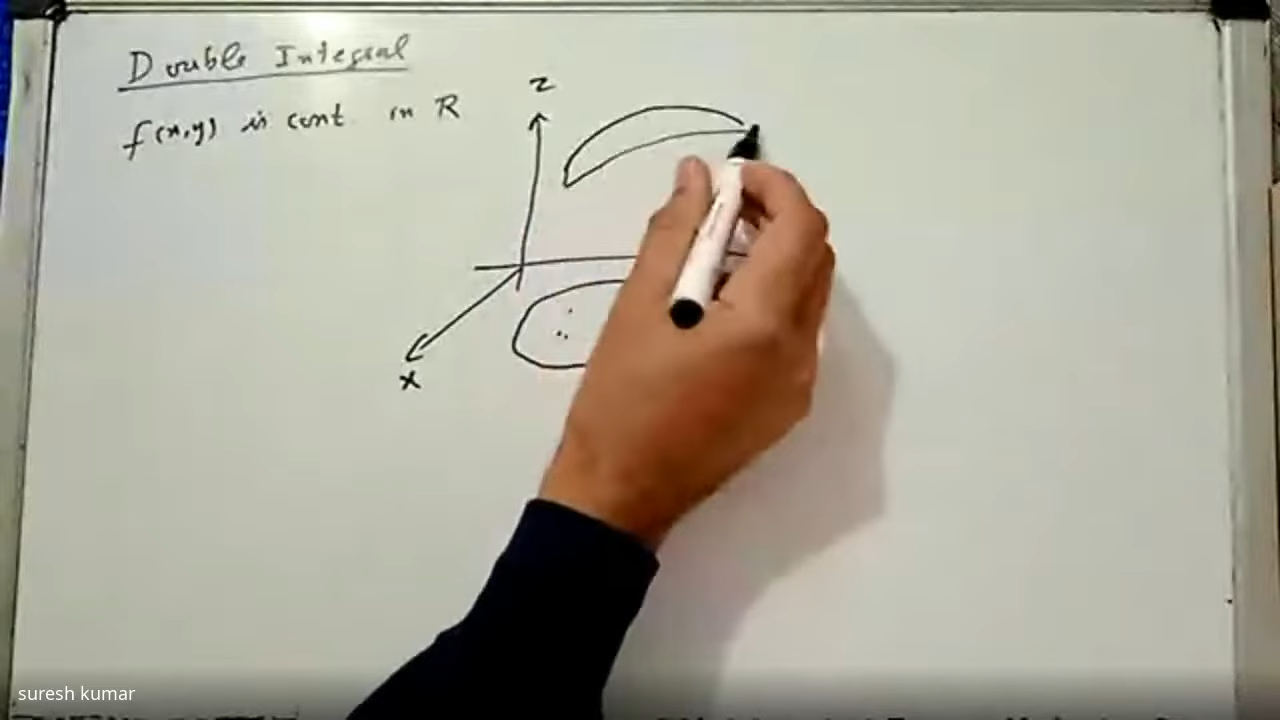 Double Integral
f(x,y) is cont. in R
z
x
suresh kumar